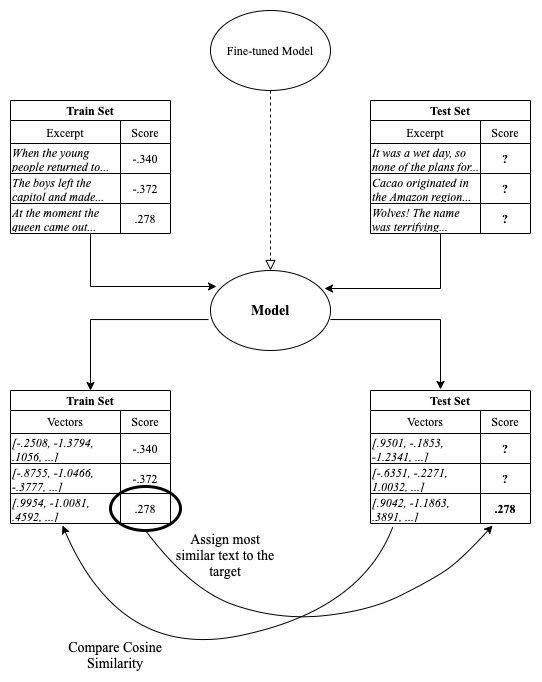 Fine-tuned Model
Train Set
Excerpt Score
When the young
people returned to... -.340
The boys left the
capitol and made... -.372
At the moment the
queen came out... .278
Test Set
Excerpt Score
It was a wet day, so
none of the plans for... ?
Cacao originated in
the Amazon region... ?
Wolves! The name
was terrifying... ?
Model
Train Set
Vectors Score
[-.2508, -1.3794,
.1056, ...] -.340
[-.8755, -1.0466,
-.3777, ...] -.372
[.9954, -1.0081,
.4592, ...] .278
Test Set
Vectors Score
[.9501, -.1853,
-1.2341, ...] ?
[-.6351, -.2271,
1.0032, ...] ?
[.9042, -1.1863,
.3891, ...] .278
Assign most
similar text to the
target
Compare Cosine
Similarity